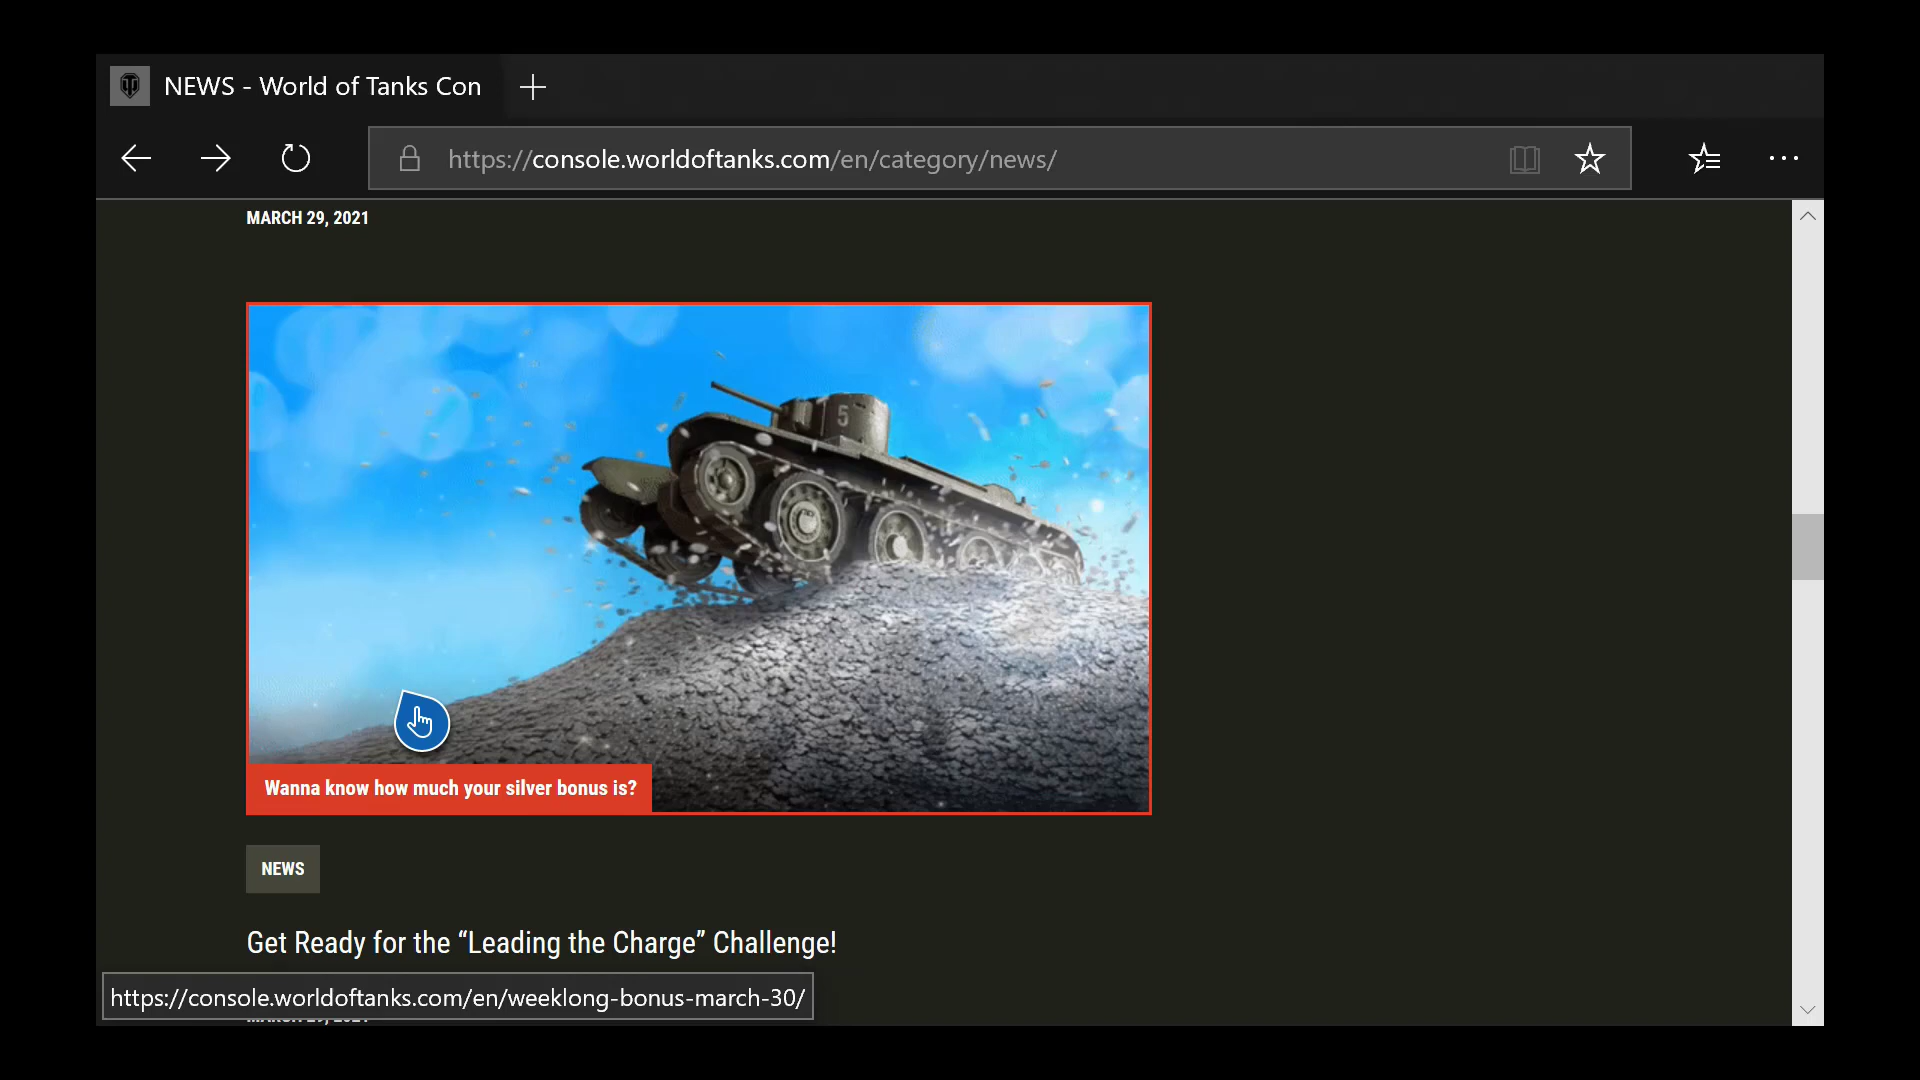 NEWS - World of Tanks Con
https://console.worldoftanks.com/en/category/news/
MARCH 29, 2021
5
Wanna know how much your silver bonus is?
NEWS
Get Ready for the “Leading the Charge” Challenge!
https://console.worldoftanks.com/en/weeklong-bonus-march-30/